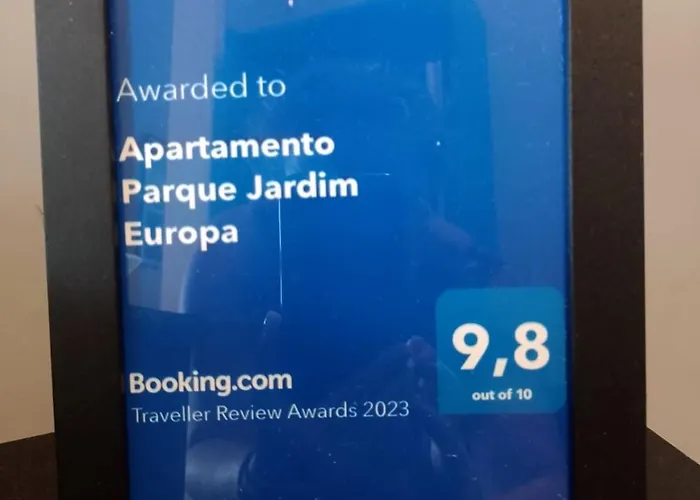 Awarded to
Apartamento
Parque Jardim
Europa
9,8
out of 10
Booking.com
Traveller Review Awards 2023